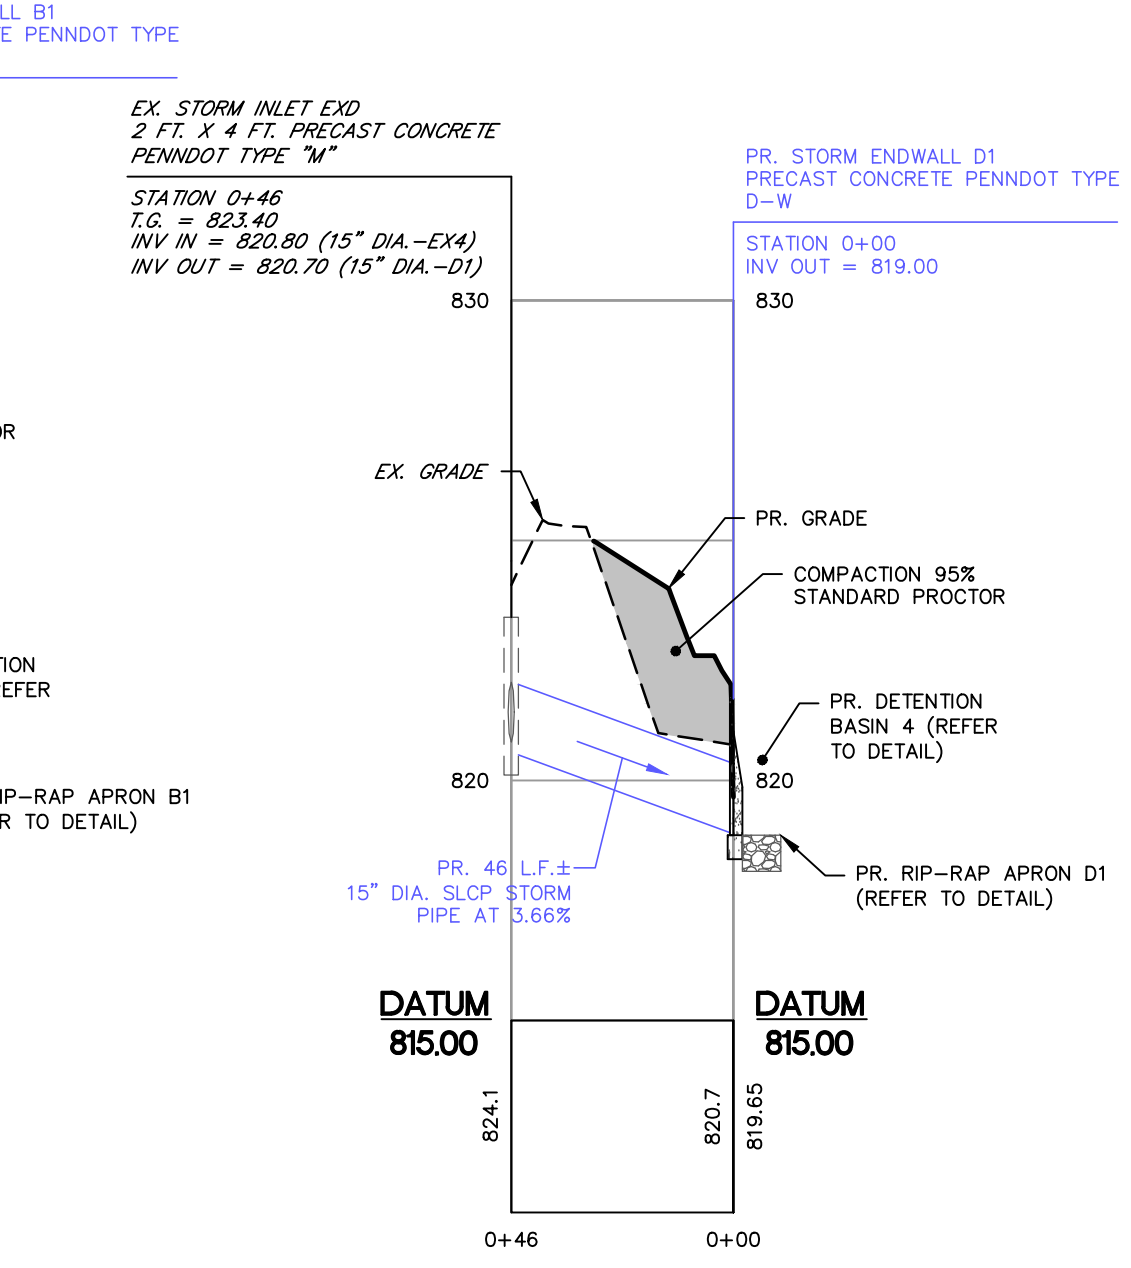 LL B1
E PENNDOT TYPE
EX. STORM INLET EXD
2 FT. X 4 FT. PRECAST CONCRETE
PENNDOT TYPE "M"
STATION 0+46
T.G. = 823.40
INV IN = 820.80 (15" DIA.-EX4)
INV OUT = 820.70 (15" DIA.-D1)
PR. STORM ENDWALL D1
PRECAST CONCRETE PENNDOT TYPE
D-W
STATION 0+00
INV OUT = 819.00
830
830
OR
EX. GRADE
PR. GRADE
COMPACTION 95%
STANDARD PROCTOR
TION
REFER
PR. DETENTION
BASIN 4 (REFER
TO DETAIL)
820
820
IP-RAP APRON B1
R TO DETAIL)
PR. 46 L.F.±
15" DIA. SLCP STORM
PIPE AT 3.66%
PR. RIP-RAP APRON D1
(REFER TO DETAIL)
DATUM
815.00
DATUM
815.00
824.1
820.7
819.65
0+46
0+00